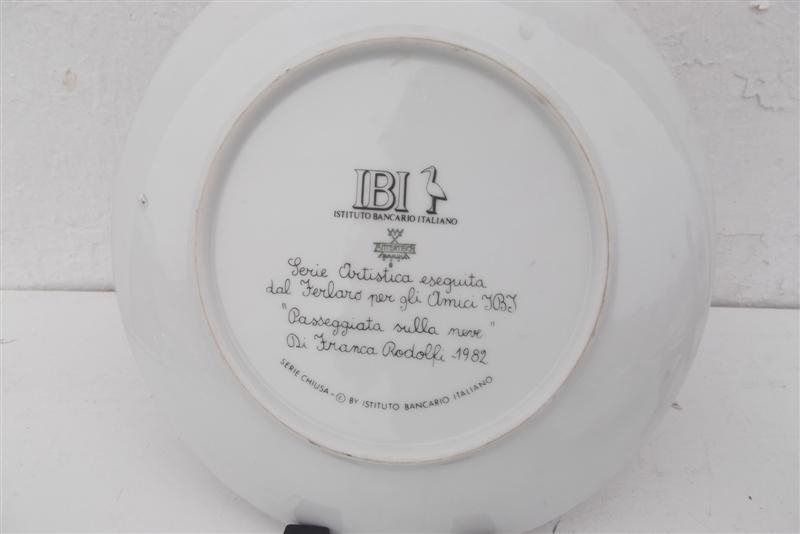 IBI
ISTITUTO BANCARIO ITALIANO
Serie Artistica eseguita
dal Ferlaro per gli Amici IBI
"Passeggiata sulla neve"
Di Franca Rodolfi 1982
SERIE CHIUSA - © BY ISTITUTO BANCARIO ITALIANO